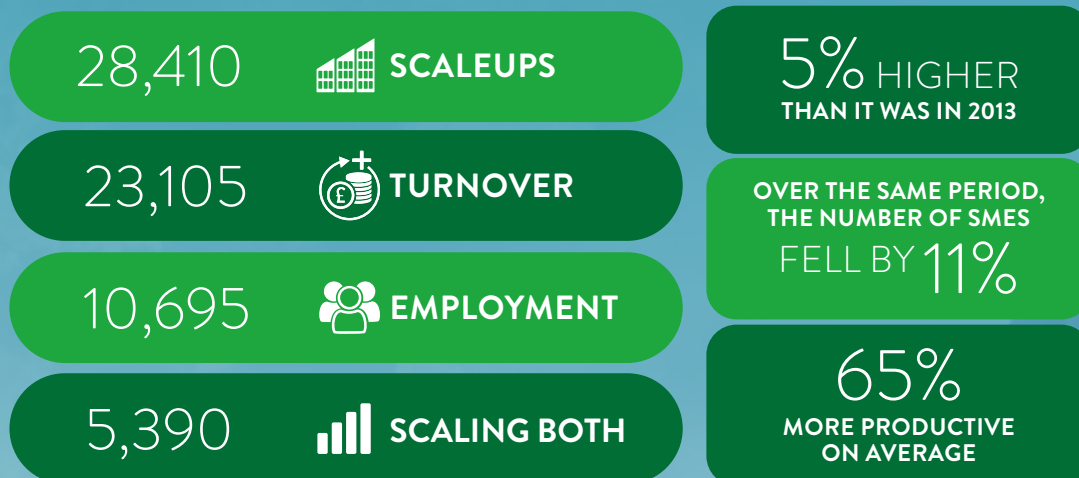 28,410 SCALEUPS
23,105 TURNOVER
£
10,695 EMPLOYMENT
5,390 SCALING BOTH
5% HIGHER
THAN IT WAS IN 2013
OVER THE SAME PERIOD,
THE NUMBER OF SMES
FELL BY 11%
65%
MORE PRODUCTIVE
ON AVERAGE